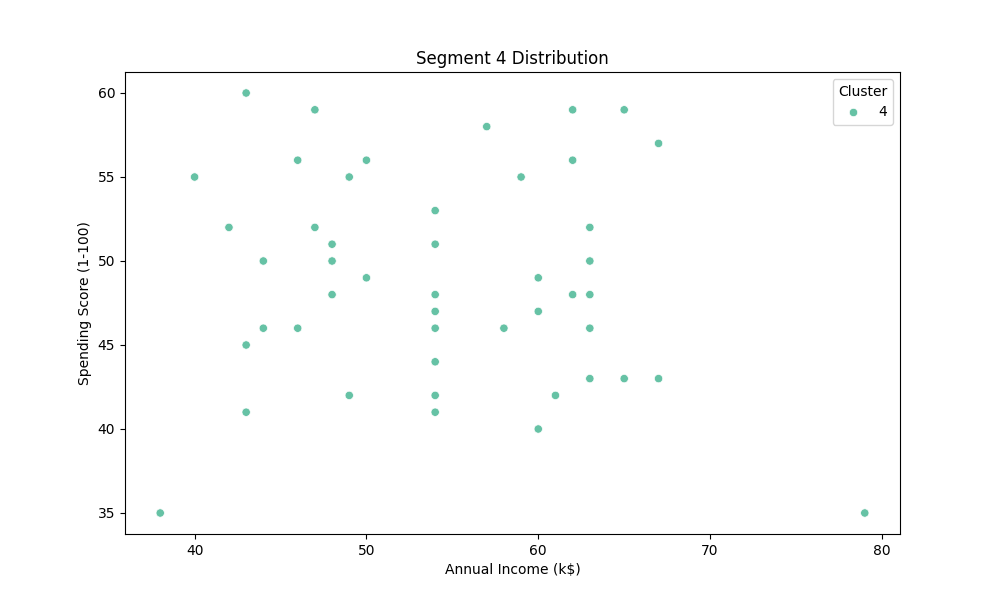 Segment 4 Distribution
Cluster
4
60
55
50
45
40
35
Spending Score (1-100)
40 50 60 70 80
Annual Income (k$)